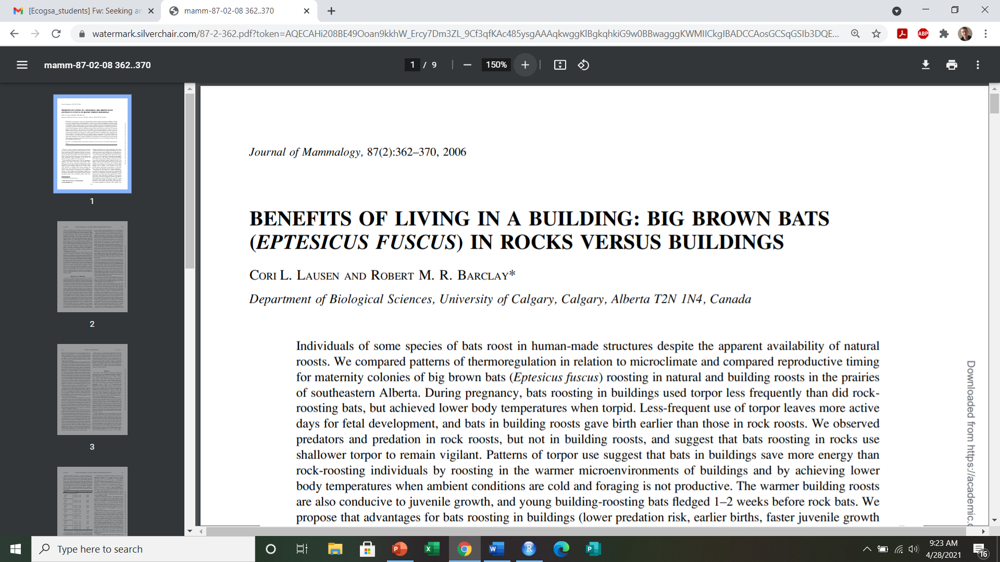 [Ecogsa_students] Fw: Seeking an
mamm-87-02-08 362..370
watermark.silverchair.com/87-2-362.pdf?token=AQECAHi208BE49Ooan9kkhW_Ercy7Dm3ZL_9Cf3qfKAc485ysgAAAqkwggKlBgkqhkiG9w0BBwagggKWMIICkgIBADCCAosGCSqGSIb3DQE...
ABP
mamm-87-02-08 362..370
1 / 9
150%
1
2
3
Journal of Mammalogy, 87(2):362–370, 2006
BENEFITS OF LIVING IN A BUILDING: BIG BROWN BATS
(EPTESICUS FUSCUS) IN ROCKS VERSUS BUILDINGS
CORI L. LAUSEN AND ROBERT M. R. BARCLAY*
Department of Biological Sciences, University of Calgary, Calgary, Alberta T2N 1N4, Canada
Individuals of some species of bats roost in human-made structures despite the apparent availability of natural
roosts. We compared patterns of thermoregulation in relation to microclimate and compared reproductive timing
for maternity colonies of big brown bats (Eptesicus fuscus) roosting in natural and building roosts in the prairies
of southeastern Alberta. During pregnancy, bats roosting in buildings used torpor less frequently than did rock-
roosting bats, but achieved lower body temperatures when torpid. Less-frequent use of torpor leaves more active
days for fetal development, and bats in building roosts gave birth earlier than those in rock roosts. We observed
predators and predation in rock roosts, but not in building roosts, and suggest that bats roosting in rocks use
shallower torpor to remain vigilant. Patterns of torpor use suggest that bats in buildings save more energy than
rock-roosting individuals by roosting in the warmer microenvironments of buildings and by achieving lower
body temperatures when ambient conditions are cold and foraging is not productive. The warmer building roosts
are also conducive to juvenile growth, and young building-roosting bats fledged 1–2 weeks before rock bats. We
propose that advantages for bats roosting in buildings (lower predation risk, earlier births, faster juvenile growth
Downloaded from https://academic.c
Type here to search
9:23 AM
4/28/2021
16